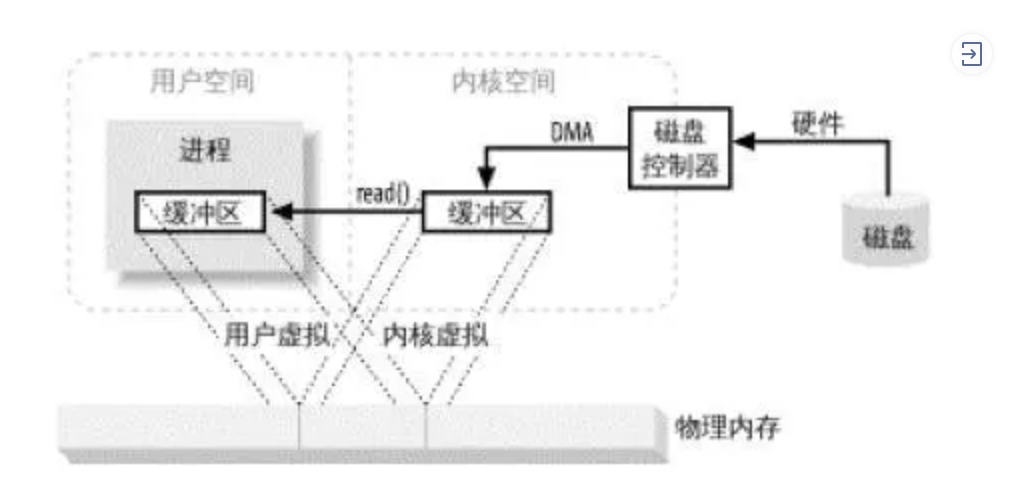 用户空间
内核空间
进程
缓冲区
read()
缓冲区
DMA
磁盘
控制器
硬件
磁盘
用户虚拟
内核虚拟
物理内存